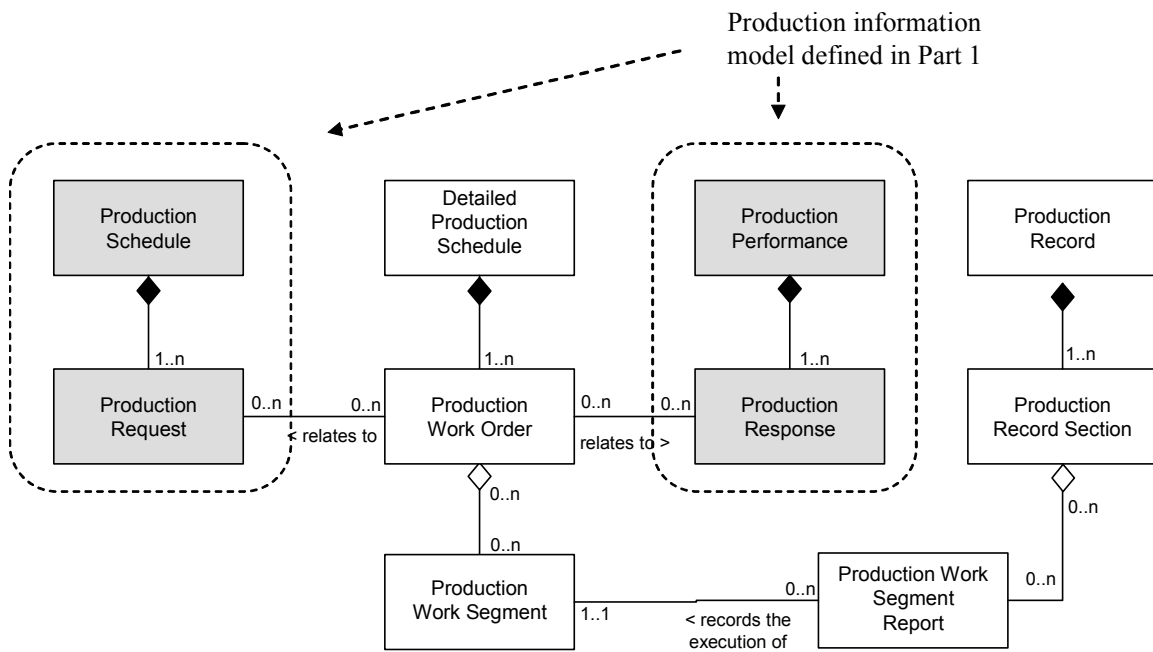 Production information
model defined in Part 1
Production
Schedule
Detailed
Production
Schedule
Production
Performance
Production
Record
1..n
1..n
1..n
1..n
Production
Request
0..n
< relates to
0..n
Production
Work Order
0..n
relates to >
0..n
Production
Response
Production
Record Section
0..n
0..n
0..n
Production
Work Segment
1..1
< records the
execution of
0..n
Production Work
Segment
Report
0..n